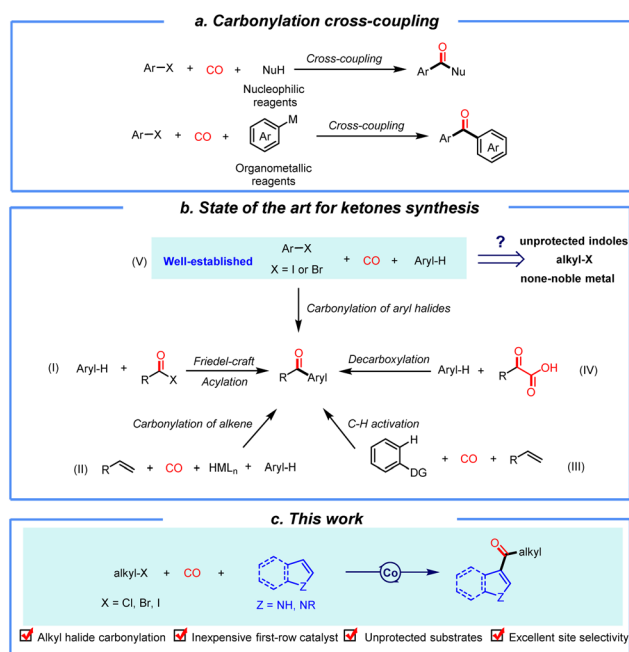 a. Carbonylation cross-coupling
Ar–X + CO + NuH Cross-coupling O Ar Nu
Nucleophilic
reagents
Ar–X + CO + Ar M Cross-coupling O Ar Ar
Organometallic
reagents
b. State of the art for ketones synthesis
(V) Well-established Ar–X + CO + Aryl-H ? unprotected indoles
X = I or Br alkyl-X
none-noble metal
Carbonylation of aryl halides
(I) Aryl-H + O R X Friedel-craft O R Aryl Decarboxylation Aryl-H + R O O OH (IV)
Acylation
Carbonylation of alkene C-H activation
(II) R + CO + HMLn + Aryl-H H DG + CO + R (III)
c. This work
alkyl-X + CO + Z Co O alkyl Z
X = Cl, Br, I Z = NH, NR
Alkyl halide carbonylation Inexpensive first-row catalyst Unprotected substrates Excellent site selectivity